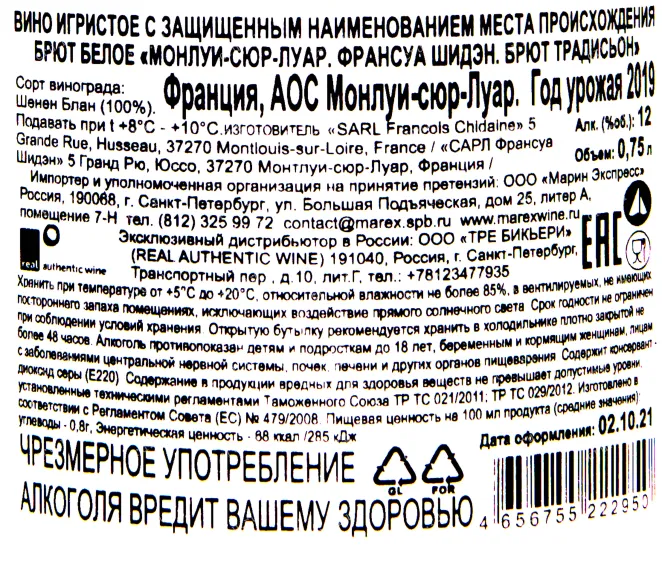 ВИНО ИГРИСТОЕ С ЗАЩИЩЕННЫМ НАИМЕНОВАНИЕМ МЕСТА ПРОИСХОЖДЕНИЯ
БРЮТ БЕЛОЕ «МОНЛУИ-СЮР-ЛУАР. ФРАНСУА ШИДЭН. БРЮТ ТРАДИСЬОН»
Сорт винограда:
Шенен Блан (100%).
Франция, АОС Монлуи-сюр-Луар. Год урожая 2019
Подавать при t +8°C - +10°C. изготовитель «SARL Francois Chidaine» 5
Алк. (%об.): 12
Grande Rue, Husseau, 37270 Montlouis-sur-Loire, France / «САРЛ Франсуа
Объем: 0,75 л
Шидэн» 5 Гранд Рю, Юссо, 37270 Монтлуи-сюр-Луар, Франция /
Импортер и уполномоченная организация на принятие претензий: ООО «Марин Экспресс»
Россия, 190068, г. Санкт-Петербург, ул. Большая Подъяческая, дом 25, литер А,
помещение 7-Н тел. (812) 325 99 72 contact@marex.spb.ru www.marexwine.ru
Эксклюзивный дистрибьютор в России: ООО «ТРЕ БИКЬЕРИ»
(REAL AUTHENTIC WINE) 191040, Россия, г. Санкт-Петербург,
real authentic wine
Транспортный пер , д.10, лит.Г, тел.: +78123477935
EAC
Хранить при температуре от +5°C до +20°C, относительной влажности не более 85%, в вентилируемых, не имеющих
постороннего запаха помещениях, исключающих воздействие прямого солнечного света. Срок годности не ограничен
при соблюдении условий хранения. Открытую бутылку рекомендуется хранить в холодильнике плотно закрытой не
более 48 часов. Алкоголь противопоказан детям и подросткам до 18 лет, беременным и кормящим женщинам, лицам
с заболеваниями центральной нервной системы, почек, печени и других органов пищеварения. Содержит консервант -
диоксид серы (Е220) Содержание в продукции вредных для здоровья веществ не превышает допустимые уровни,
установленные техническими регламентами Таможенного Союза ТР ТС 021/2011; ТР ТС 029/2012. Изготовлено в
соответствии с Регламентом Совета (ЕС) № 479/2008. Пищевая ценность на 100 мл продукта (средние значения):
углеводы - 0,8г, Энергетическая ценность - 68 ккал /285 кДж
Дата оформления: 02.10.21
ЧРЕЗМЕРНОЕ УПОТРЕБЛЕНИЕ
АЛКОГОЛЯ ВРЕДИТ ВАШЕМУ ЗДОРОВЬЮ
GL FOR
4 656755 222950